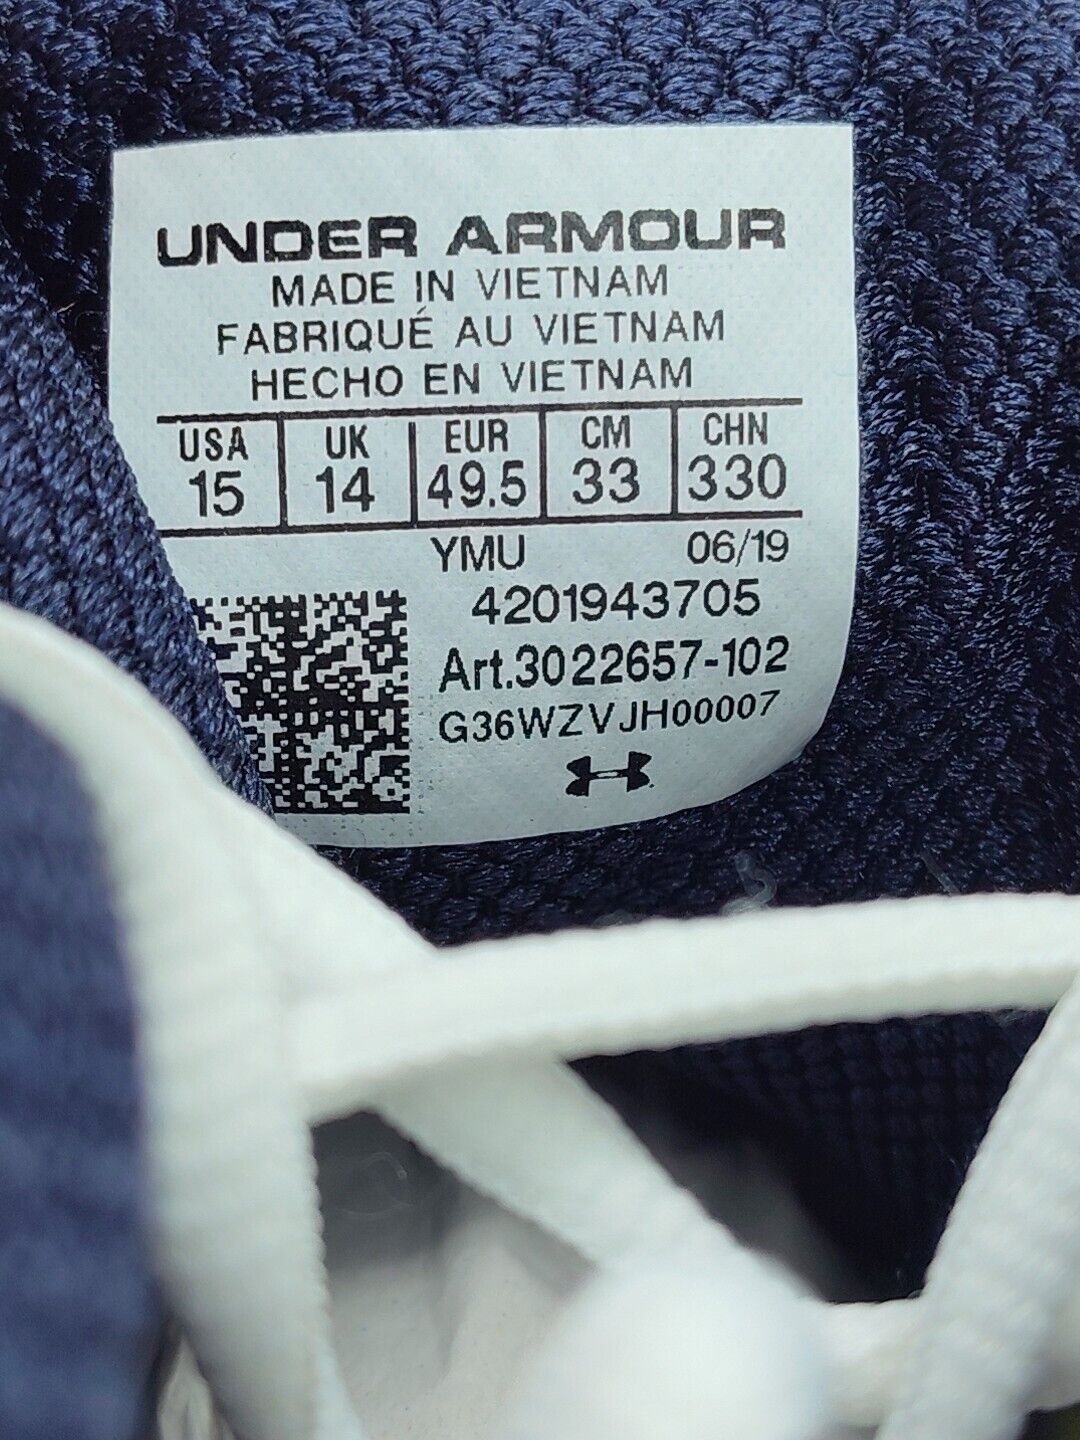 UNDER ARMOUR
MADE IN VIETNAM
FABRIQUÉ AU VIETNAM
HECHO EN VIETNAM
USA UK EUR CM CHN
15 14 49.5 33 330
YMU 06/19
4201943705
Art.3022657-102
G36WZVJH00007